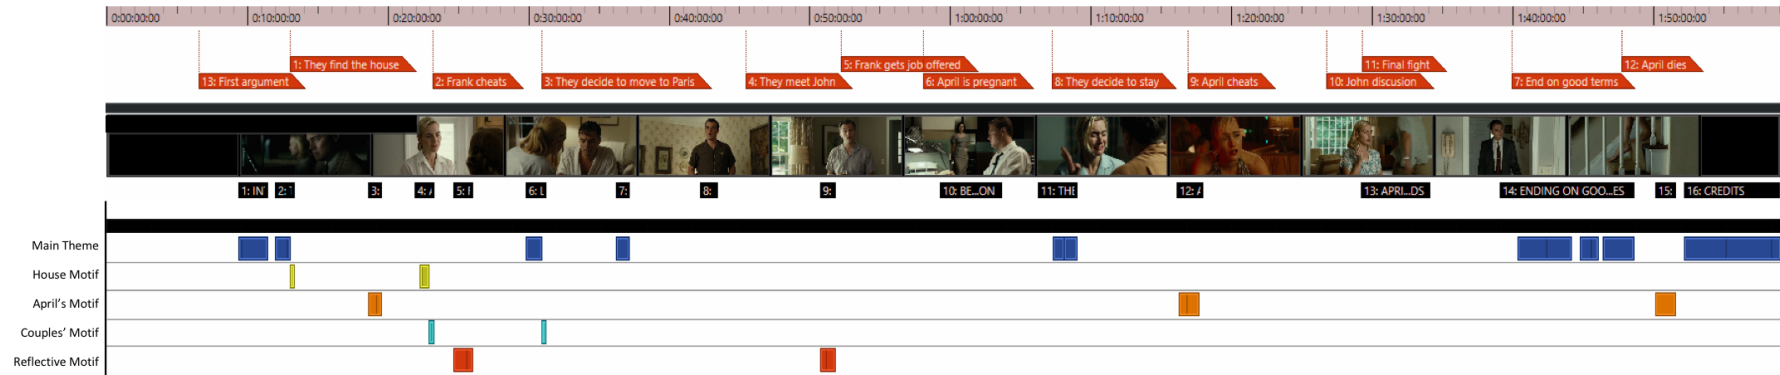 0:00:00:00 0:10:00:00 0:20:00:00 0:30:00:00 0:40:00:00 0:50:00:00 1:00:00:00 1:10:00:00 1:20:00:00 1:30:00:00 1:40:00:00 1:50:00:00
1: They find the house 5: Frank gets job offered 11: Final fight 12: April dies
13: First argument 2: Frank cheats 3: They decide to move to Paris 4: They meet John 6: April is pregnant 8: They decide to stay 9: April cheats 10: John discusion 7: End on good terms
1: IN 2: 3: 4: 5: 6: L 7: 8: 9: 10: BE...ON 11: THE 12: 13: APRI...DS 14: ENDING ON GOO...ES 15: 16: CREDITS
Main Theme
House Motif
April's Motif
Couples' Motif
Reflective Motif